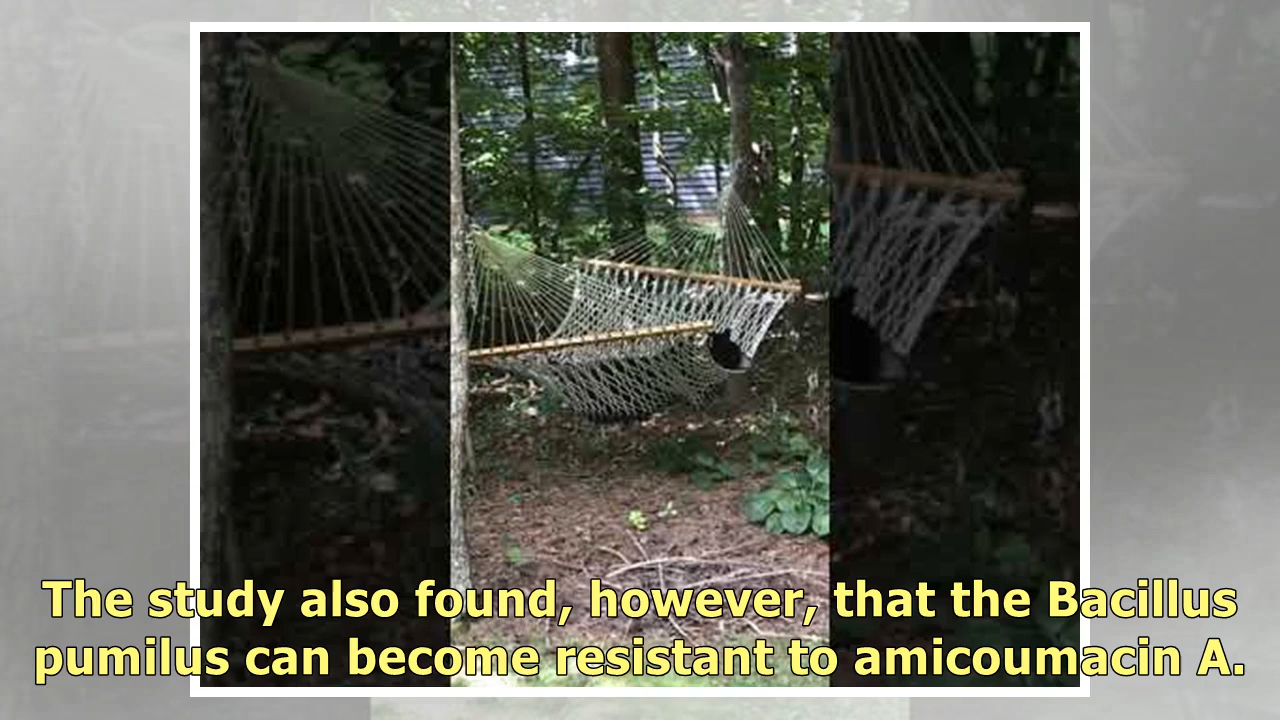 The study also found, however, that the Bacillus
pumilus can become resistant to amicoumacin A.